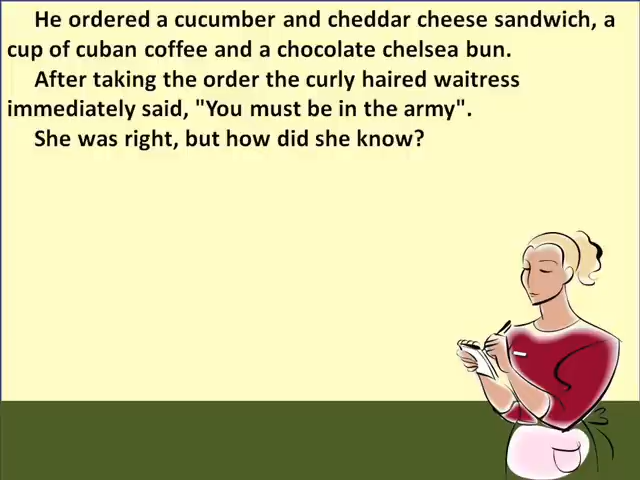 He ordered a cucumber and cheddar cheese sandwich, a
cup of cuban coffee and a chocolate chelsea bun.
After taking the order the curly haired waitress
immediately said, "You must be in the army".
She was right, but how did she know?